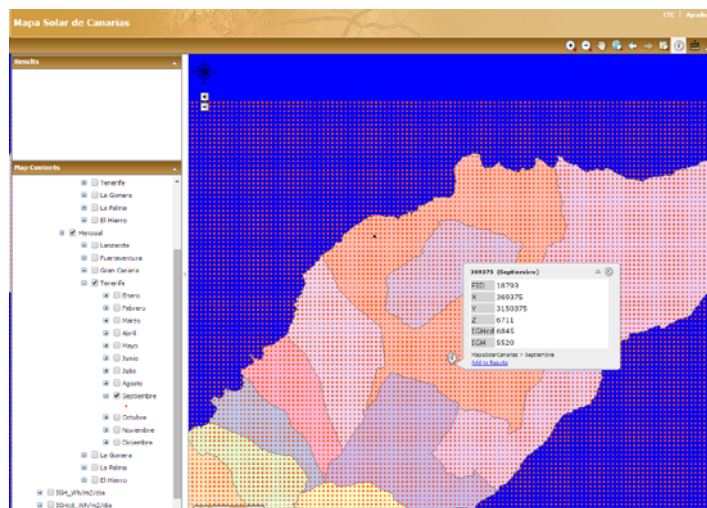 Mapa Solar de Canarias
ITC | Ayuda
Results
Map Contents
Tenerife
La Gomera
La Palma
El Hierro
Mensual
Lanzarote
Fuerteventura
Gran Canaria
Tenerife
Enero
Febrero
Marzo
Abril
Mayo
Junio
Julio
Agosto
Septiembre
Octubre
Noviembre
Diciembre
La Gomera
La Palma
El Hierro
IGH_Wh/m2/dia
IGHcd_Wh/m2/dia
369375 (Septiembre)
FID 18793
X 369375
Y 3150375
Z 6711
IGHcd 6845
IGH 5520
MapaSolarCanarias > Septiembre
Add to Results